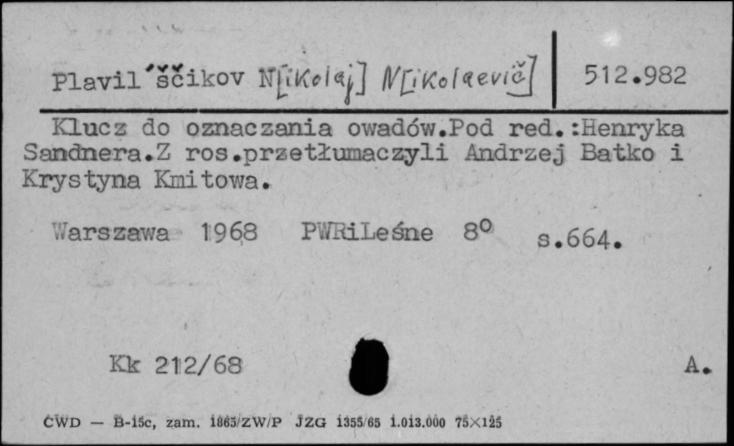 Plavil'ščikov N[ikolaj] N[ikolaevič] 512.982
Klucz do oznaczania owadów.Pod red.:Henryka
Sandnera.Z ros.przetłumaczyli Andrzej Batko i
Krystyna Kmitowa.
Warszawa 1968 PWRiLeśne 8° s.664.
Kk 212/68 A.
CWD — B-15c, zam. 1865/ZW/P JZG 1355/65 1.013.000 75×125